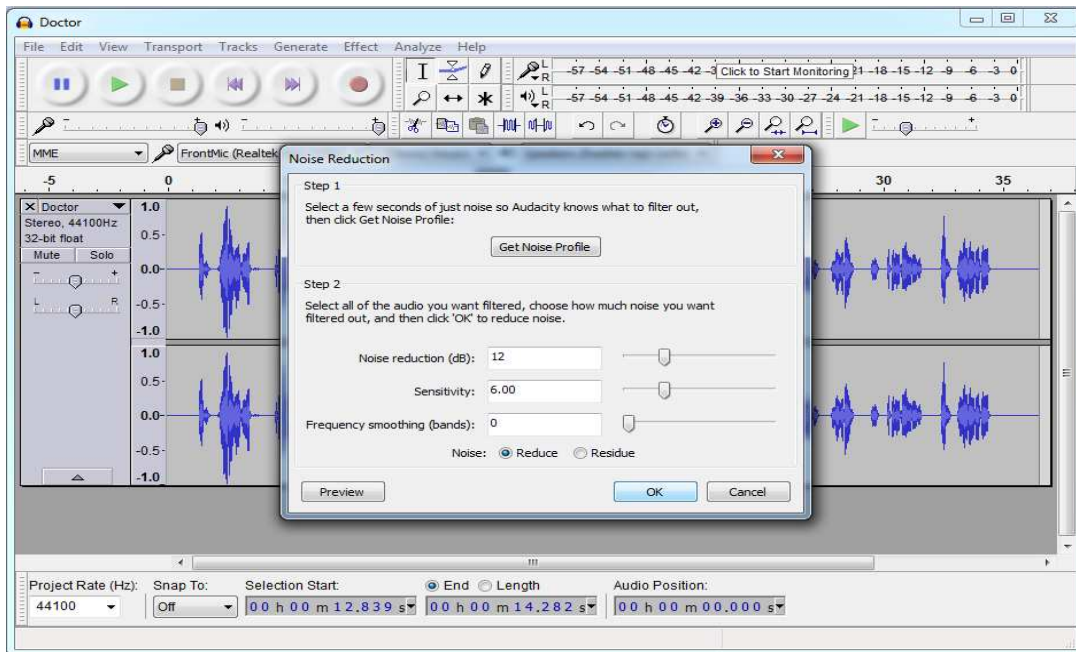 Doctor
File Edit View Transport Tracks Generate Effect Analyze Help
L
R
-57 -54 -51 -48 -45 -42 -3 Click to Start Monitoring 21 -18 -15 -12 -9 -6 -3 0
L
R
-57 -54 -51 -48 -45 -42 -39 -36 -33 -30 -27 -24 -21 -18 -15 -12 -9 -6 -3 0
MME FrontMic (Realtek
-5 0 30 35
Doctor
Stereo, 44100Hz
32-bit float
Mute Solo
L R
1.0
0.5
0.0
-0.5
-1.0
1.0
0.5
0.0
-0.5
-1.0
Noise Reduction
Step 1
Select a few seconds of just noise so Audacity knows what to filter out,
then click Get Noise Profile:
Get Noise Profile
Step 2
Select all of the audio you want filtered, choose how much noise you want
filtered out, and then click 'OK' to reduce noise.
Noise reduction (dB): 12
Sensitivity: 6.00
Frequency smoothing (bands): 0
Noise: Reduce Residue
Preview OK Cancel
Project Rate (Hz): Snap To: Selection Start: End Length Audio Position:
44100 Off 00 h 00 m 12.839 s 00 h 00 m 14.282 s 00 h 00 m 00.000 s